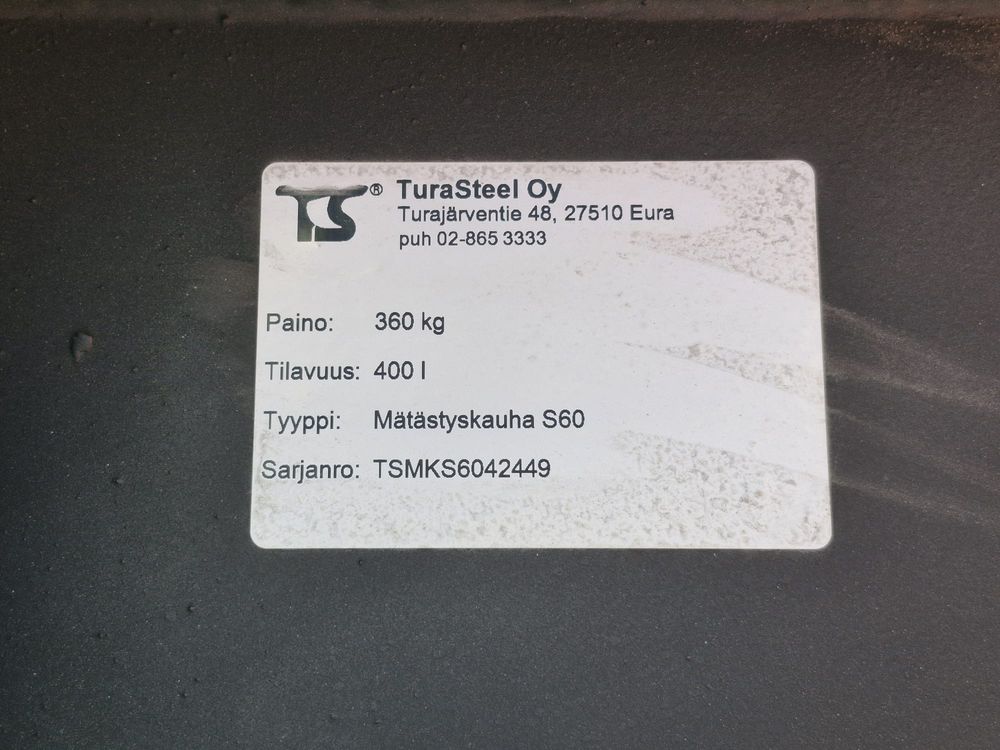 TS® TuraSteel Oy
Turajärventie 48, 27510 Eura
puh 02-865 3333
Paino: 360 kg
Tilavuus: 400 l
Tyyppi: Mätästyskauha S60
Sarjanro: TSMKS6042449